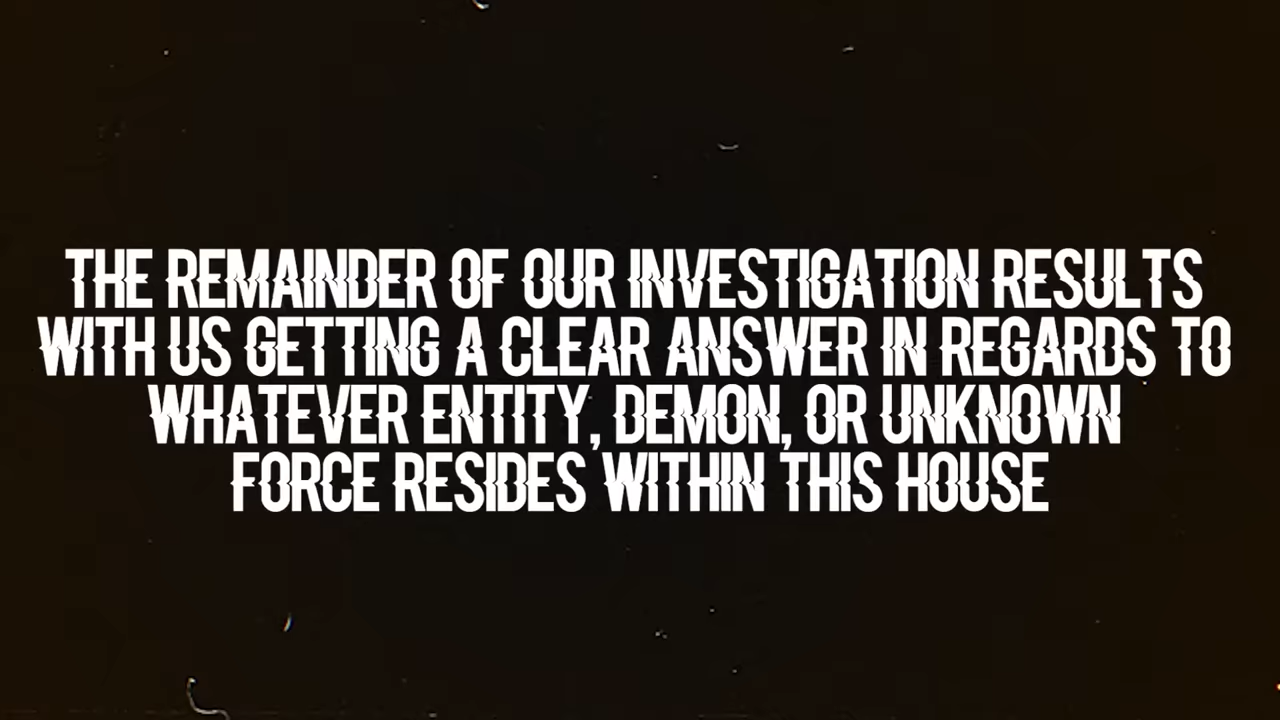 THE REMAINDER OF OUR INVESTIGATION RESULTS
WITH US GETTING A CLEAR ANSWER IN REGARDS TO
WHATEVER ENTITY, DEMON, OR UNKNOWN
FORCE RESIDES WITHIN THIS HOUSE